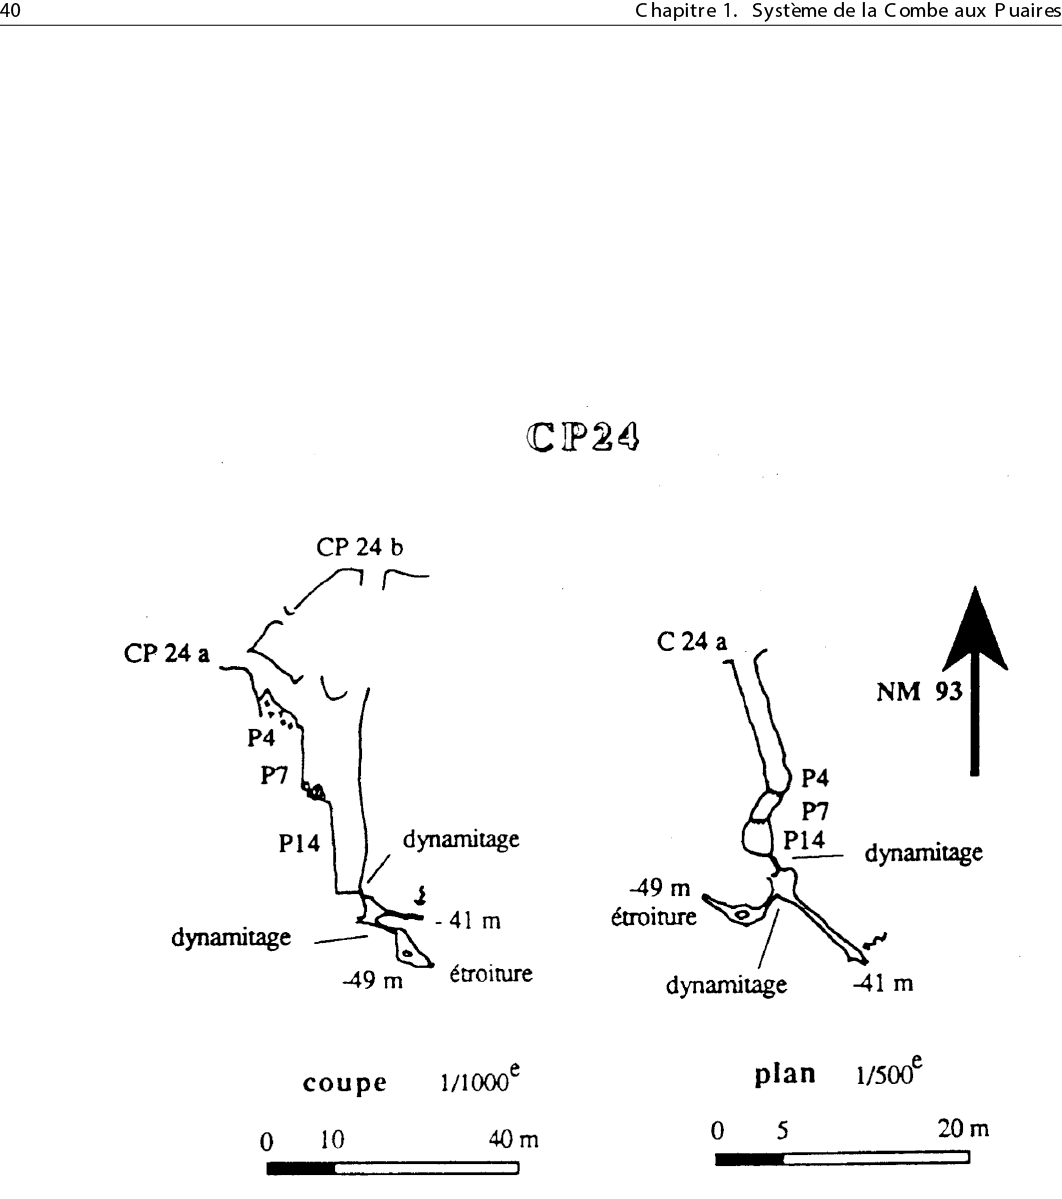 40
Chapitre 1. Système de la Combe aux Puaires
CP24
CP 24 b
CP 24 a
P4
P7
P14
dynamitage
- 41 m
dynamitage
-49 m
étroiture
coupe 1/1000e
0 10 40 m
C 24 a
NM 93
P4
P7
P14
dynamitage
-49 m
étroiture
dynamitage
-41 m
plan 1/500e
0 5 20 m